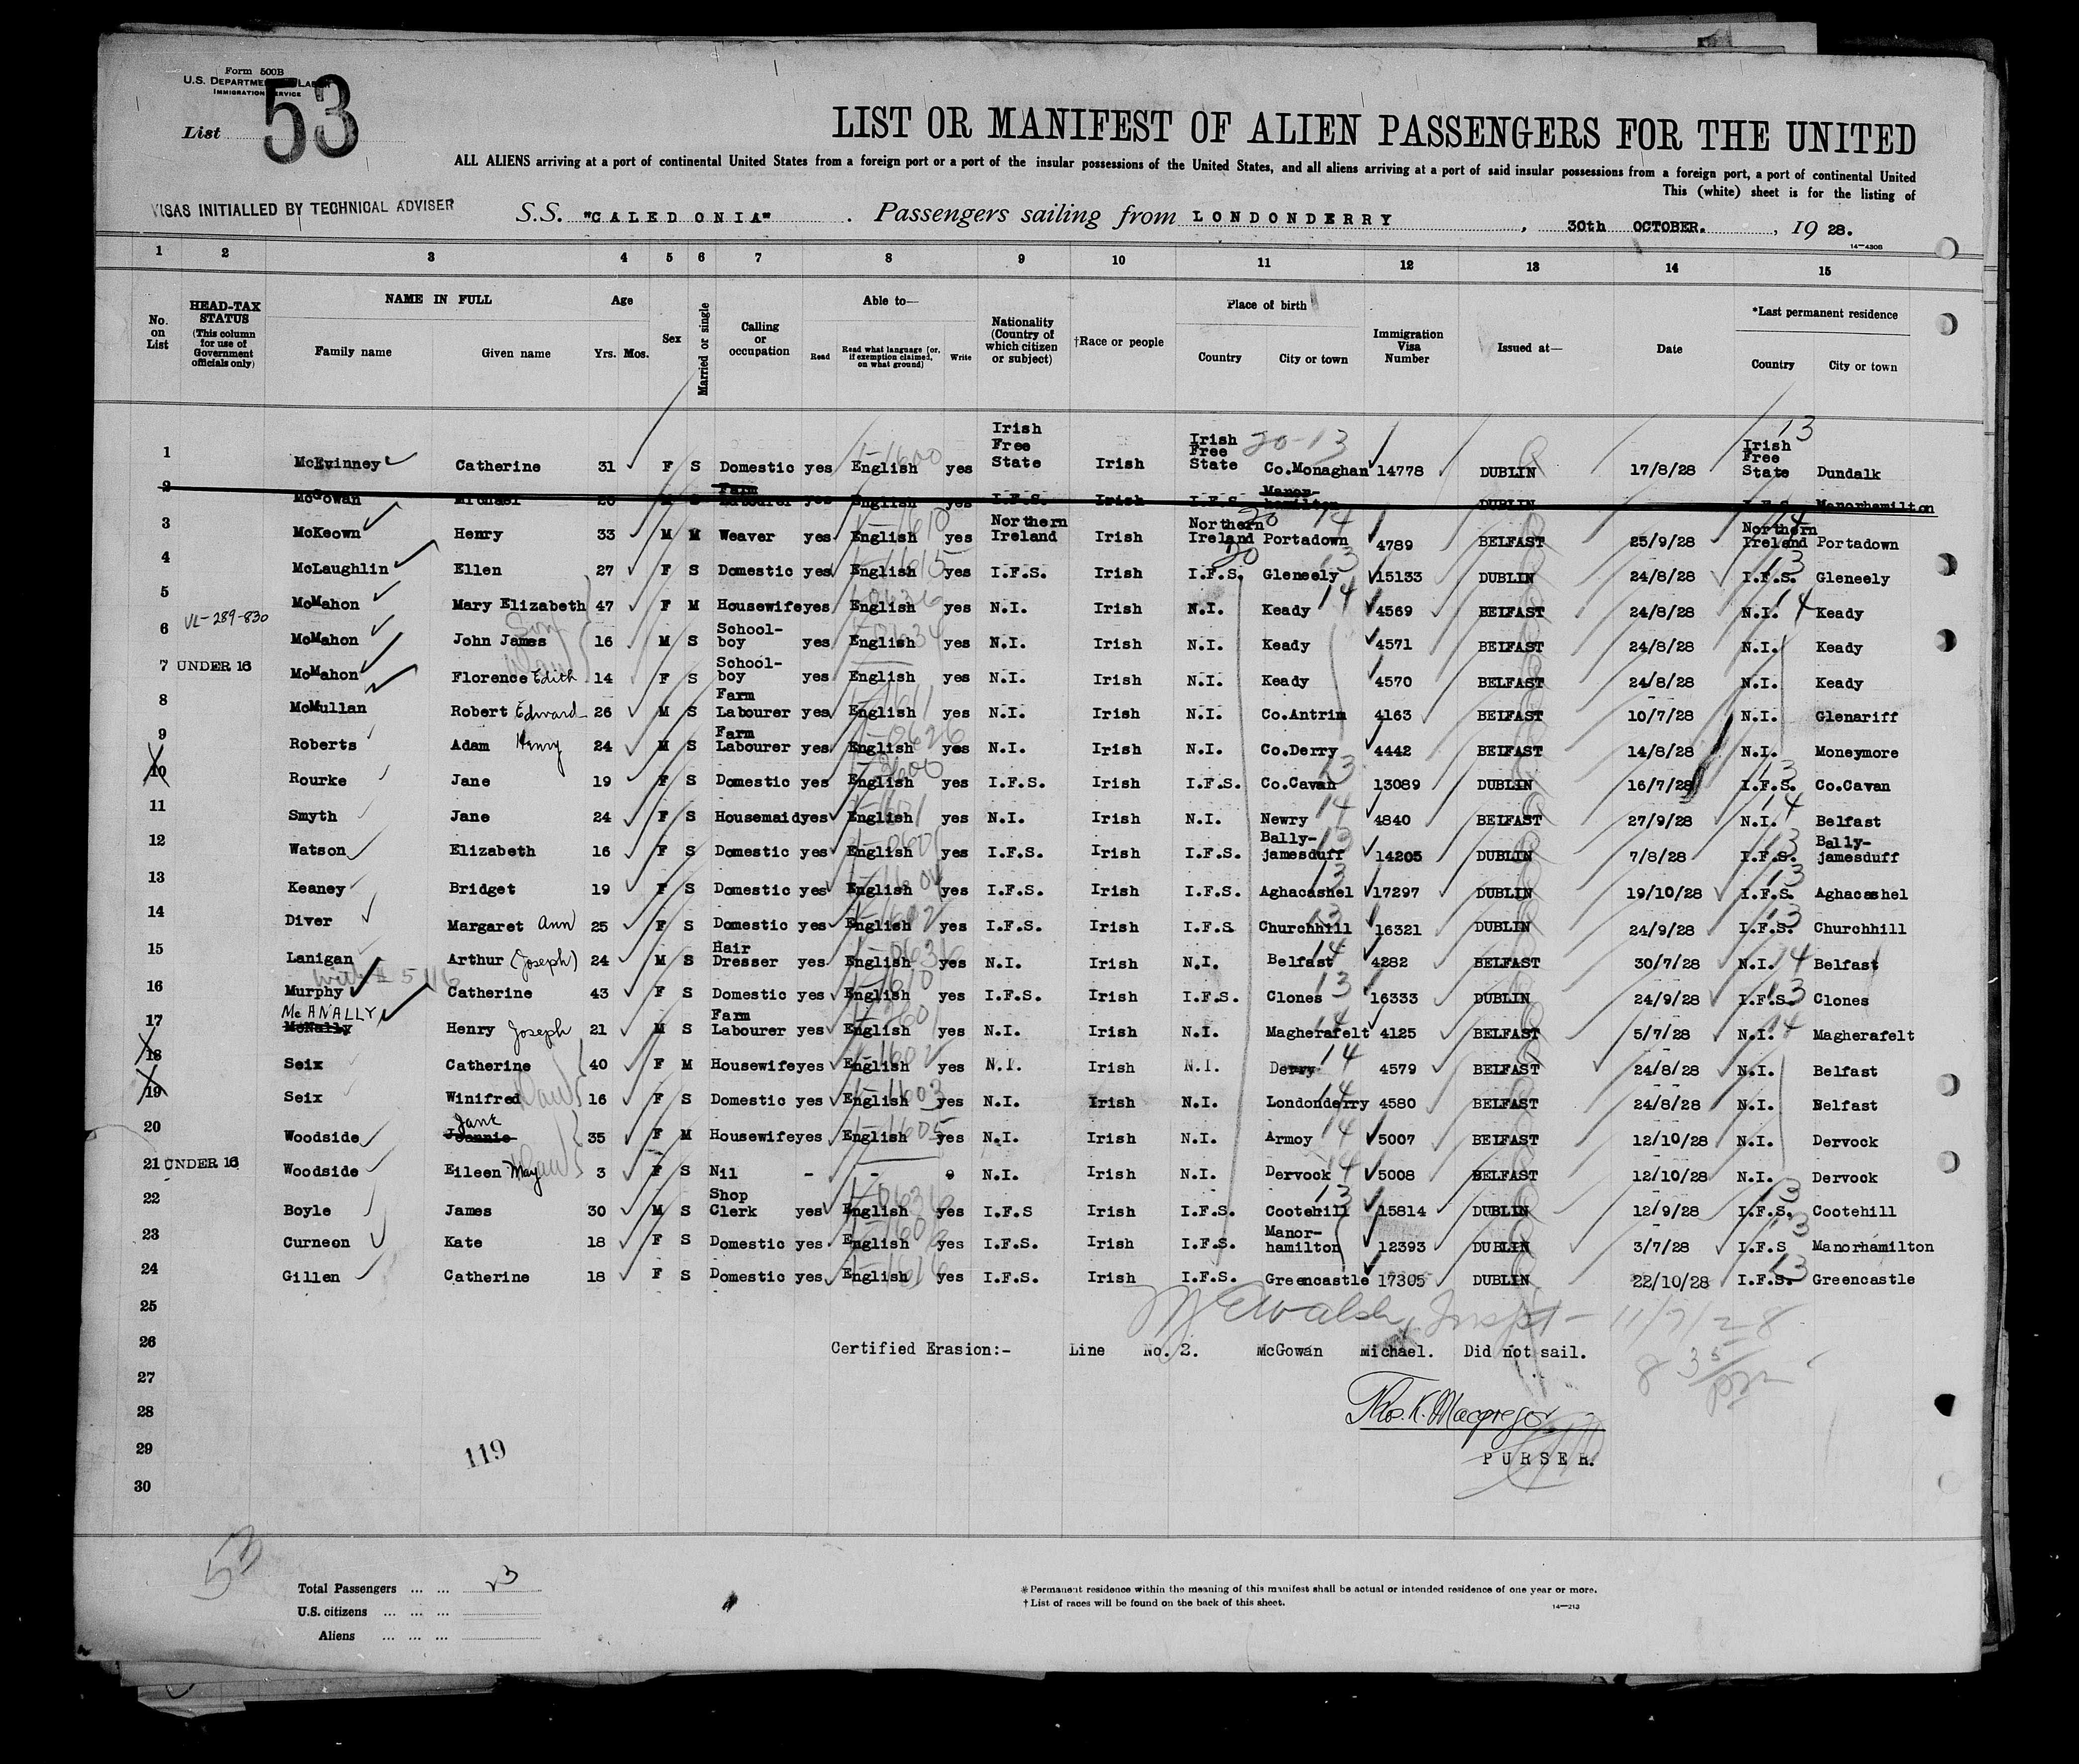 Form 500B
U.S. DEPARTMENT LABOR
IMMIGRATION SERVICE
List 53
LIST OR MANIFEST OF ALIEN PASSENGERS FOR THE UNITED
ALL ALIENS arriving at a port of continental United States from a foreign port or a port of the insular possessions of the United States, and all aliens arriving at a port of said insular possessions from a foreign port, a port of continental United
This (white) sheet is for the listing of
VISAS INITIALLED BY TECHNICAL ADVISER
S.S. "CALEDONIA". Passengers sailing from LONDONDERRY, 30th OCTOBER., 19 28.
14—430B
1 2 3 4 5 6 7 8 9 10 11 12 13 14 15
No. on List
HEAD-TAX STATUS (This column for use of Government officials only)
NAME IN FULL
Family name Given name
Age
Yrs. Mos.
Sex
Married or single
Calling or occupation
Able to—
Read Read what language [or, if exemption claimed, on what ground] Write
Nationality (Country of which citizen or subject)
†Race or people
Place of birth
Country City or town
Immigration Visa Number
Issued at—
Date
*Last permanent residence
Country City or town
1 McEvinney Catherine 31 F S Domestic yes English yes Irish Free State Irish Irish Free State Co.Monaghan 14778 DUBLIN 17/8/28 Irish Free State Dundalk
2 McGowan Michael 20 M S Farm Labourer yes English yes I.F.S. Irish I.F.S. Manor-hamilton DUBLIN I.F.S. Manorhamilton
3 McKeown Henry 33 M M Weaver yes English yes Northern Ireland Irish Northern Ireland Portadown 4789 BELFAST 25/9/28 Northern Ireland Portadown
4 McLaughlin Ellen 27 F S Domestic yes English yes I.F.S. Irish I.F.S. Gleneely 15133 DUBLIN 24/8/28 I.F.S. Gleneely
5 McMahon Mary Elizabeth 47 F M Housewife yes English yes N.I. Irish N.I. Keady 4569 BELFAST 24/8/28 N.I. Keady
VL-289-830
6 McMahon John James 16 M S School-boy yes English yes N.I. Irish N.I. Keady 4571 BELFAST 24/8/28 N.I. Keady
7 UNDER 16 McMahon Florence Edith 14 F S School-boy yes English yes N.I. Irish N.I. Keady 4570 BELFAST 24/8/28 N.I. Keady
8 McMullan Robert Edward 26 M S Farm Labourer yes English yes N.I. Irish N.I. Co.Antrim 4163 BELFAST 10/7/28 N.I. Glenariff
9 Roberts Adam Henry 24 M S Farm Labourer yes English yes N.I. Irish N.I. Co.Derry 4442 BELFAST 14/8/28 N.I. Moneymore
10 Rourke Jane 19 F S Domestic yes English yes I.F.S. Irish I.F.S. Co.Cavan 13089 DUBLIN 16/7/28 I.F.S. Co.Cavan
11 Smyth Jane 24 F S Housemaid yes English yes N.I. Irish N.I. Newry 4840 BELFAST 27/9/28 N.I. Belfast
12 Watson Elizabeth 16 F S Domestic yes English yes I.F.S. Irish I.F.S. Bally-jamesduff 14205 DUBLIN 7/8/28 I.F.S. Bally-jamesduff
13 Keaney Bridget 19 F S Domestic yes English yes I.F.S. Irish I.F.S. Aghacashel 17297 DUBLIN 19/10/28 I.F.S. Aghacashel
14 Diver Margaret Ann 25 F S Domestic yes English yes I.F.S. Irish I.F.S Churchhill 16321 DUBLIN 24/9/28 I.F.S. Churchhill
15 Lanigan Arthur (Joseph) 24 M S Hair Dresser yes English yes N.I. Irish N.I. Belfast 4282 BELFAST 30/7/28 N.I. Belfast
16 Murphy Catherine 43 F S Domestic yes English yes I.F.S. Irish I.F.S. Clones 16333 DUBLIN 24/9/28 I.F.S. Clones
McANALLY
17 McNally Henry Joseph 21 M S Farm Labourer yes English yes N.I. Irish N.I. Magherafelt 4125 BELFAST 5/7/28 N.I. Magherafelt
18 Seix Catherine 40 F M Housewife yes English yes N.I. Irish N.I. Derry 4579 BELFAST 24/8/28 N.I. Belfast
19 Seix Winifred 16 F S Domestic yes English yes N.I. Irish N.I. Londonderry 4580 BELFAST 24/8/28 N.I. Belfast
Jane
20 Woodside Jeannie 35 F M Housewife yes English yes N.I. Irish N.I. Armoy 5007 BELFAST 12/10/28 N.I. Dervock
21 UNDER 16 Woodside Eileen May 3 F S Nil - - - N.I. Irish N.I. Dervock 5008 BELFAST 12/10/28 N.I. Dervock
22 Boyle James 30 M S Shop Clerk yes English yes I.F.S Irish I.F.S. Cootehill 15814 DUBLIN 12/9/28 I.F.S. Cootehill
23 Curneen Kate 18 F S Domestic yes English yes I.F.S. Irish I.F.S. Manor-hamilton 12393 DUBLIN 3/7/28 I.F.S Manorhamilton
24 Gillen Catherine 18 F S Domestic yes English yes I.F.S. Irish I.F.S. Greencastle 17305 DUBLIN 22/10/28 I.F.S. Greencastle
25
26 Certified Erasion:- Line No. 2. McGowan Michael. Did not sail.
27
28 Thos. K. Macgregor
29 119 PURSER.
30
53
Total Passengers ... ... 23
U.S. citizens ... ... ...
Aliens ... ... ...
*Permanent residence within the meaning of this manifest shall be actual or intended residence of one year or more.
†List of races will be found on the back of this sheet.
14—213